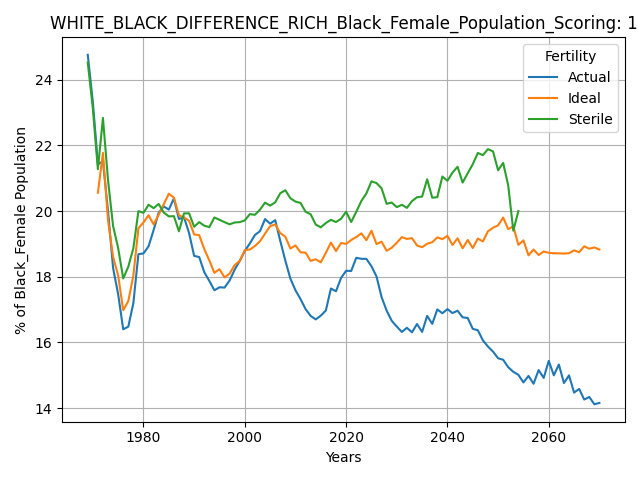 WHITE_BLACK_DIFFERENCE_RICH_Black_Female_Population_Scoring: 1
Fertility
Actual
Ideal
Sterile
% of Black_Female Population
24
22
20
18
16
14
1980 2000 2020 2040 2060
Years